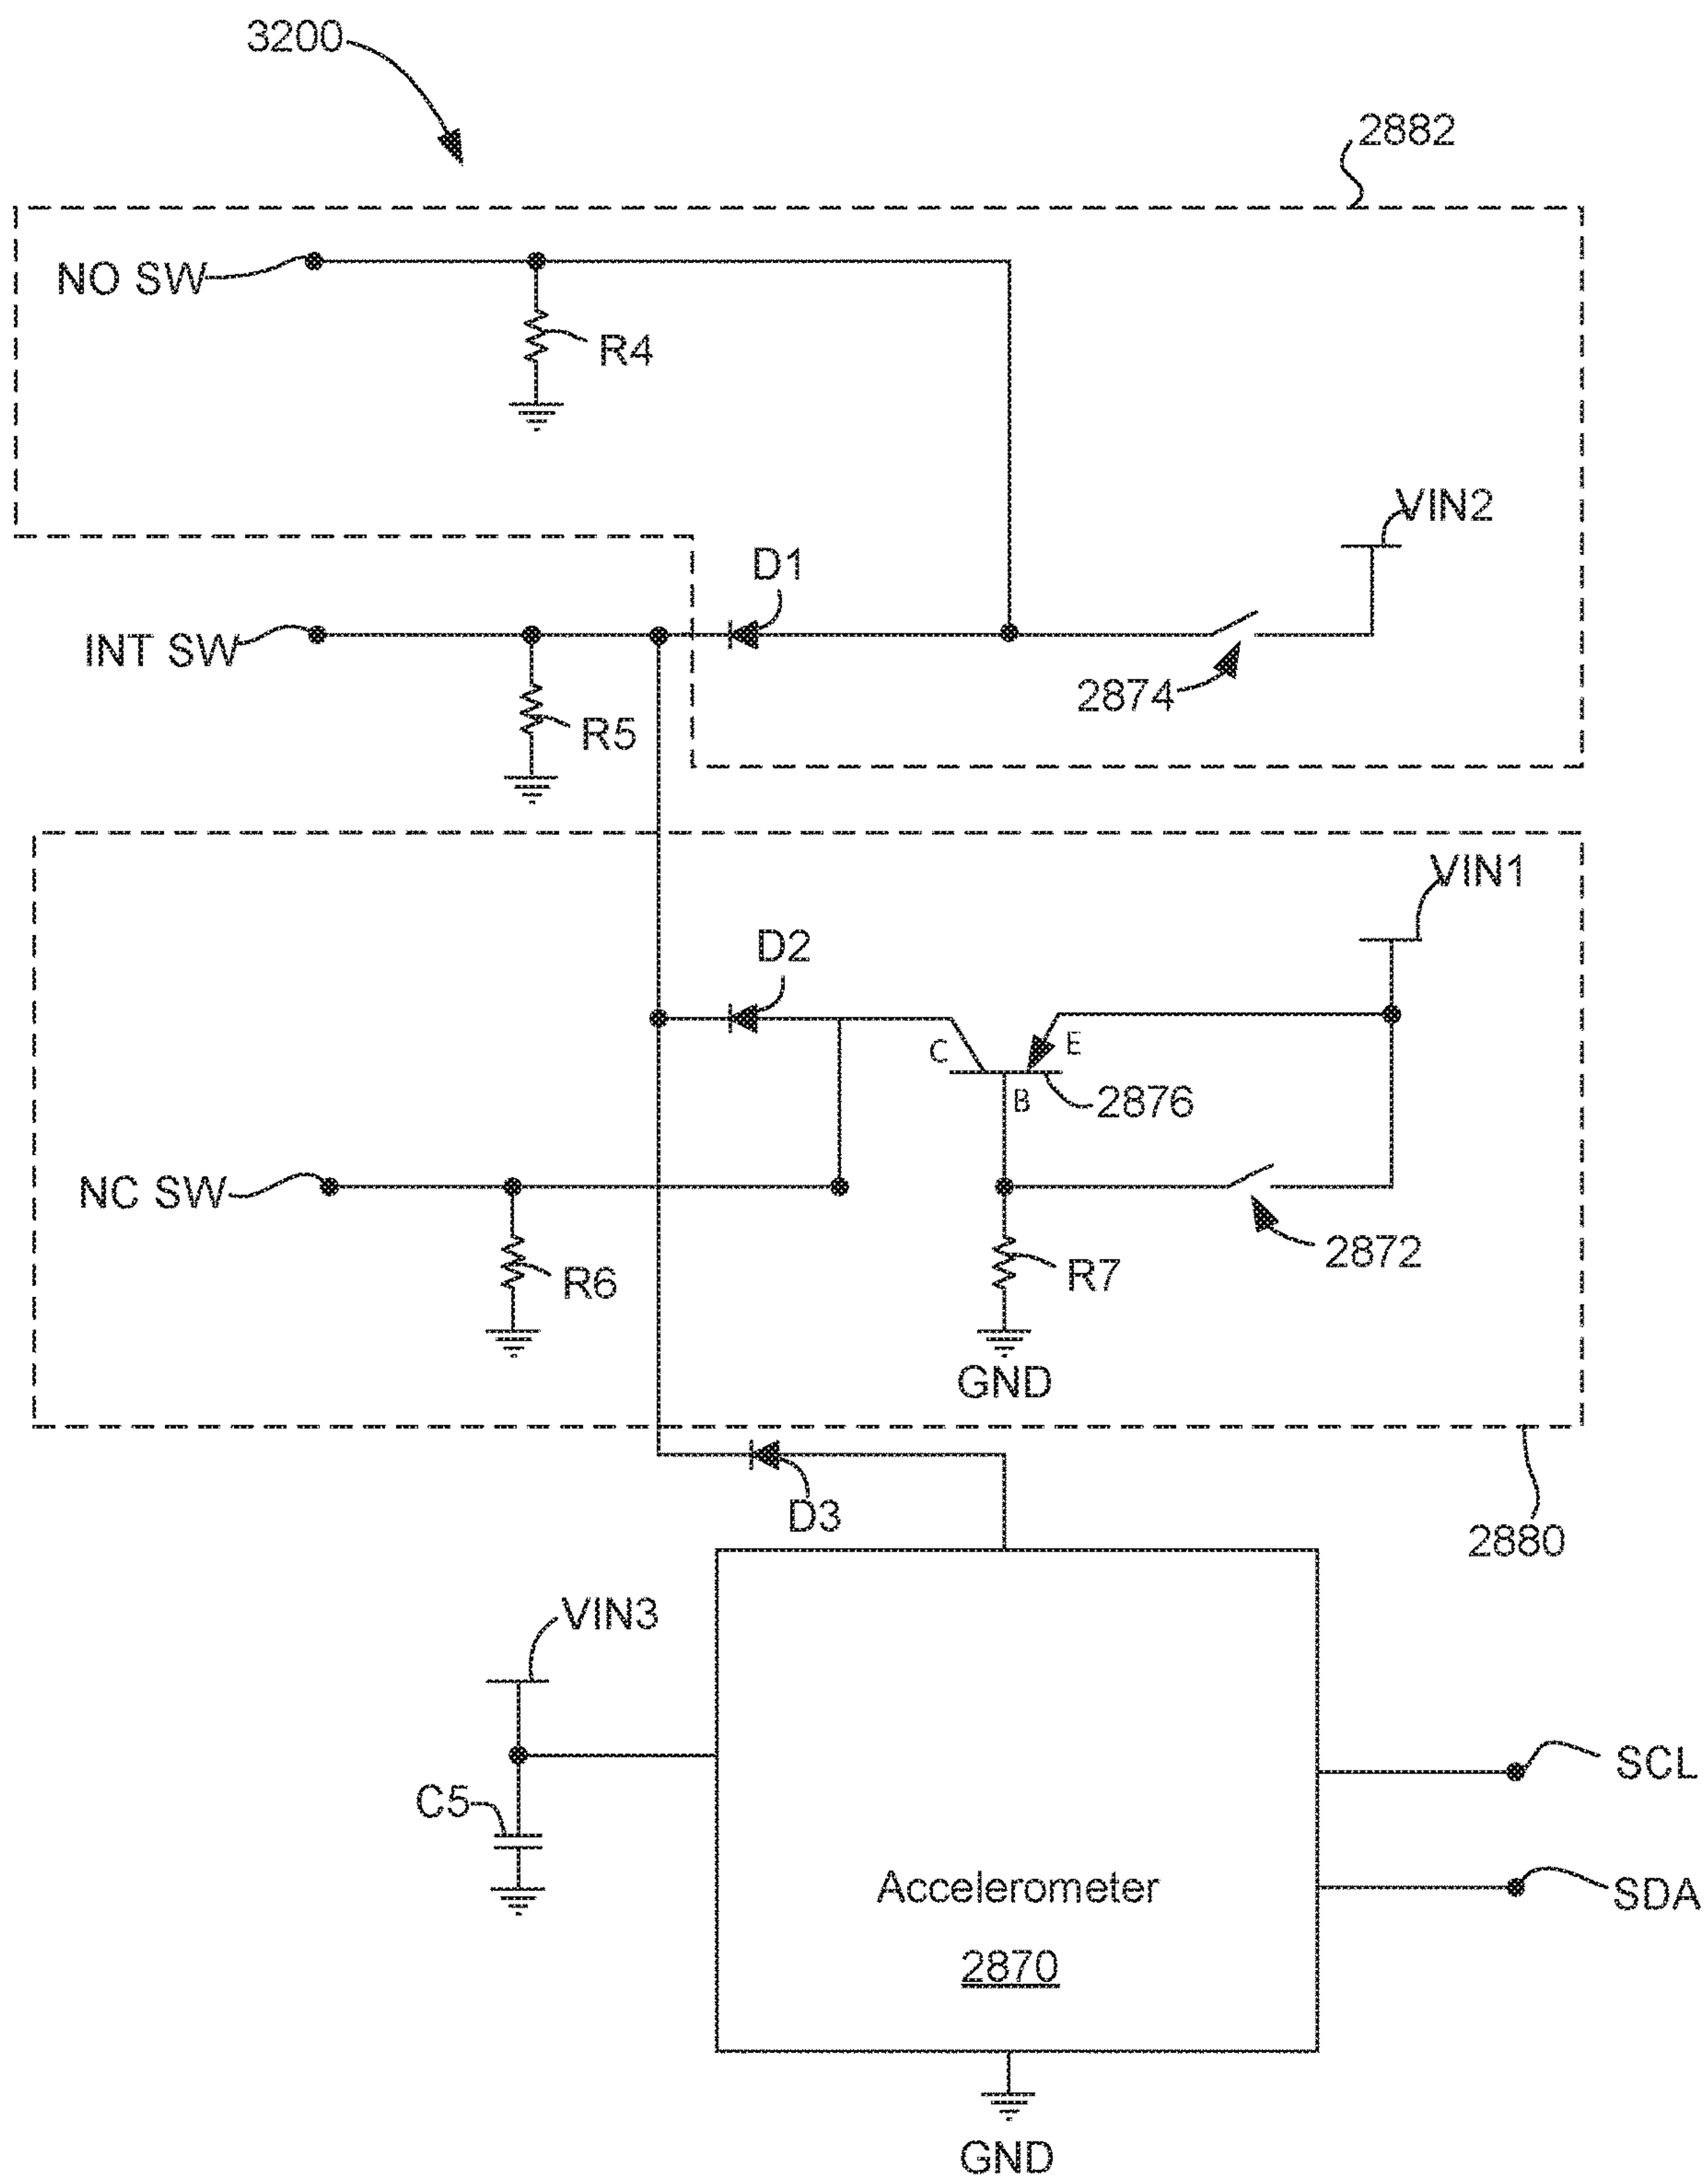 3200
2882
NO SW
R4
VIN2
D1
INT SW
2874
R5
VIN1
D2
C
E
B
2876
NC SW
2872
R6
R7
GND
D3
2880
VIN3
SCL
C5
Accelerometer
SDA
2870
GND